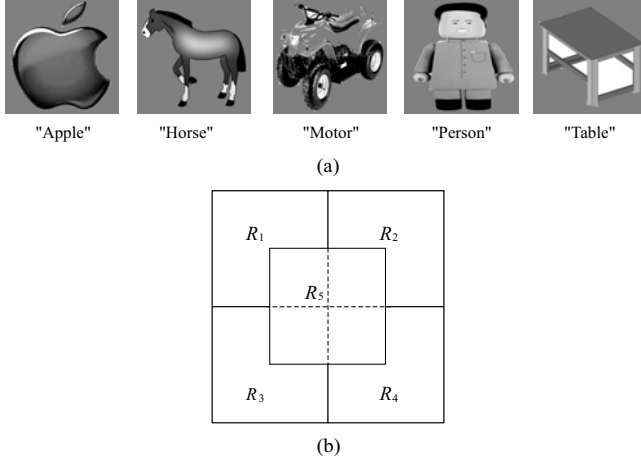 "Apple" "Horse" "Motor" "Person" "Table"
(a)
R1 R2
R5
R3 R4
(b)